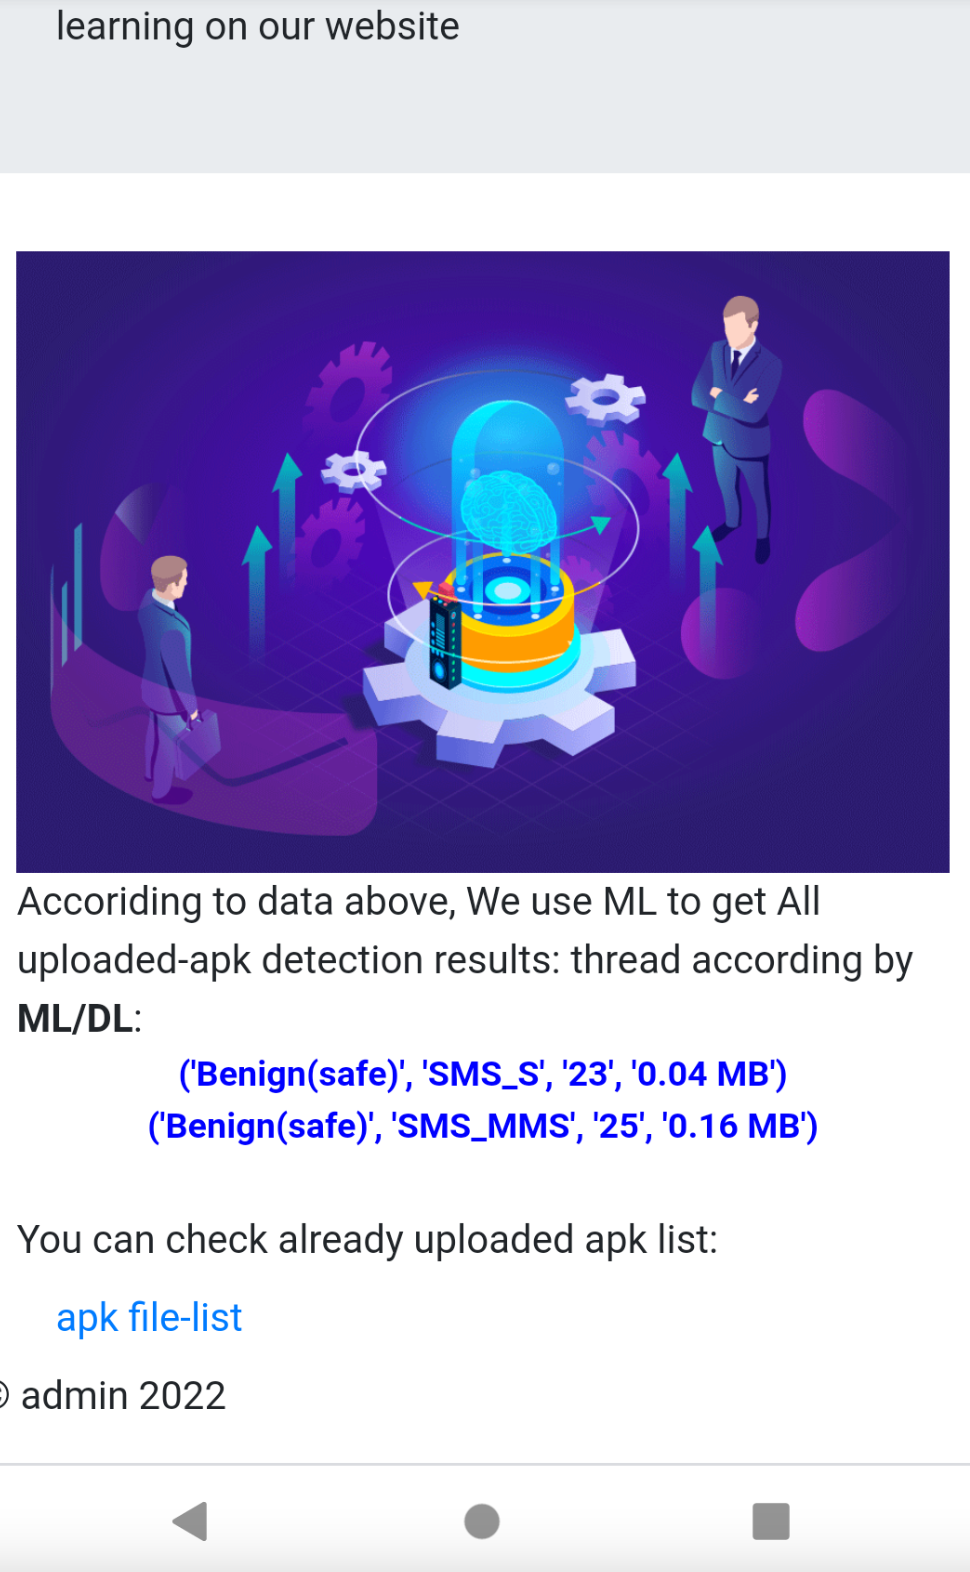 learning on our website
Accoriding to data above, We use ML to get All
uploaded-apk detection results: thread according by
ML/DL:
('Benign(safe)', 'SMS_S', '23', '0.04 MB')
('Benign(safe)', 'SMS_MMS', '25', '0.16 MB')
You can check already uploaded apk list:
apk file-list
© admin 2022